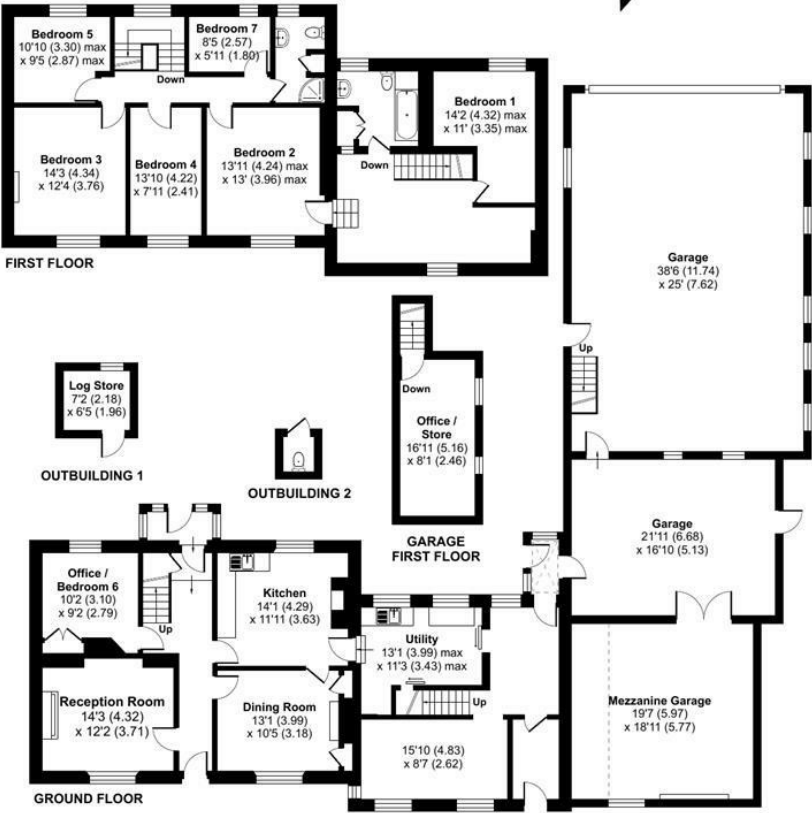 Bedroom 5
10'10 (3.30) max
x 9'5 (2.87) max
Down
Bedroom 7
8'5 (2.57)
x 5'11 (1.80)
Bedroom 3
14'3 (4.34)
x 12'4 (3.76)
Bedroom 4
13'10 (4.22)
x 7'11 (2.41)
Bedroom 2
13'11 (4.24) max
x 13' (3.96) max
Bedroom 1
14'2 (4.32) max
x 11' (3.35) max
Down
FIRST FLOOR
Garage
38'6 (11.74)
x 25' (7.62)
Up
Log Store
7'2 (2.18)
x 6'5 (1.96)
OUTBUILDING 1
OUTBUILDING 2
Down
Office /
Store
16'11 (5.16)
x 8'1 (2.46)
GARAGE
FIRST FLOOR
Garage
21'11 (6.68)
x 16'10 (5.13)
Mezzanine Garage
19'7 (5.97)
x 18'11 (5.77)
Office /
Bedroom 6
10'2 (3.10)
x 9'2 (2.79)
Up
Kitchen
14'1 (4.29)
x 11'11 (3.63)
Utility
13'1 (3.99) max
x 11'3 (3.43) max
Up
Reception Room
14'3 (4.32)
x 12'2 (3.71)
Dining Room
13'1 (3.99)
x 10'5 (3.18)
15'10 (4.83)
x 8'7 (2.62)
GROUND FLOOR